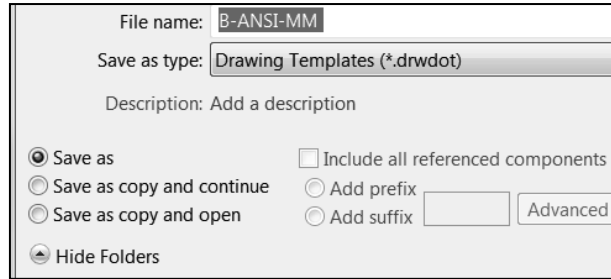 File name: B-ANSI-MM
Save as type: Drawing Templates (*.drwdot)
Description: Add a description
Save as
Include all referenced components
Save as copy and continue
Add prefix
Save as copy and open
Add suffix
Advanced
Hide Folders